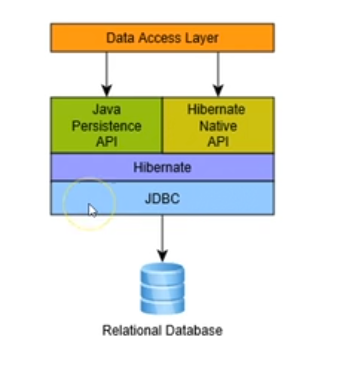 Data Access Layer
Java
Persistence
API
Hibernate
Native
API
Hibernate
JDBC
Relational Database